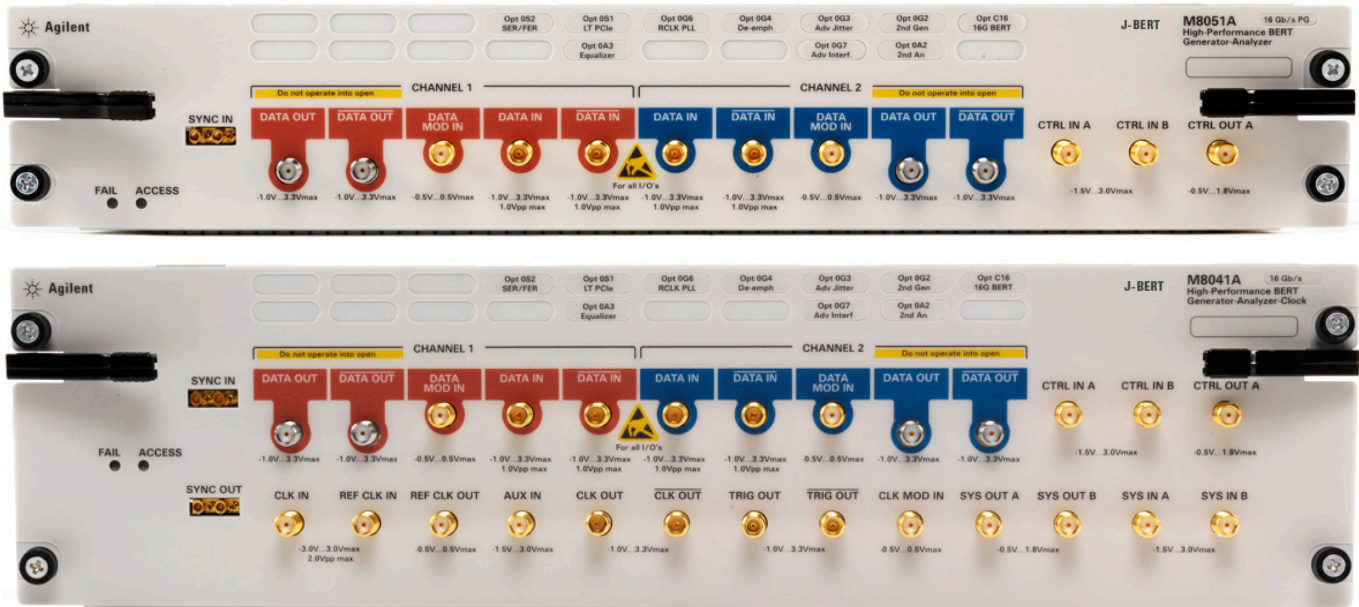 Agilent
Opt 0S2
SER/FER
Opt 0S1
LT PCIe
Opt 0G6
RCLK PLL
Opt 0G4
De-emph
Opt 0G3
Adv Jitter
Opt 0G2
2nd Gen
Opt C16
16G BERT
Opt 0A3
Equalizer
Opt 0G7
Adv Interf.
Opt 0A2
2nd An
J-BERT
M8051A
16 Gb/s PG
High-Performance BERT
Generator-Analyzer
Do not operate into open
CHANNEL 1
CHANNEL 2
Do not operate into open
SYNC IN
DATA OUT
DATA OUT
DATA
MOD IN
DATA IN
DATA IN
DATA IN
DATA IN
DATA
MOD IN
DATA OUT
DATA OUT
CTRL IN A
CTRL IN B
CTRL OUT A
For all I/O's
FAIL
ACCESS
-1.0V...3.3Vmax
-1.0V...3.3Vmax
-0.5V...0.5Vmax
-1.0V...3.3Vmax
1.0Vpp max
-1.0V...3.3Vmax
1.0Vpp max
-1.0V...3.3Vmax
1.0Vpp max
-1.0V...3.3Vmax
1.0Vpp max
-0.5V...0.5Vmax
-1.0V...3.3Vmax
-1.0V...3.3Vmax
-1.5V...3.0Vmax
-0.5V...1.8Vmax
Agilent
Opt 0S2
SER/FER
Opt 0S1
LT PCIe
Opt 0G6
RCLK PLL
Opt 0G4
De-emph
Opt 0G3
Adv Jitter
Opt 0G2
2nd Gen
Opt C16
16G BERT
Opt 0A3
Equalizer
Opt 0G7
Adv Interf.
Opt 0A2
2nd An
J-BERT
M8041A
16 Gb/s
High-Performance BERT
Generator-Analyzer-Clock
Do not operate into open
CHANNEL 1
CHANNEL 2
Do not operate into open
SYNC IN
DATA OUT
DATA OUT
DATA
MOD IN
DATA IN
DATA IN
DATA IN
DATA IN
DATA
MOD IN
DATA OUT
DATA OUT
CTRL IN A
CTRL IN B
CTRL OUT A
For all I/O's
FAIL
ACCESS
-1.0V...3.3Vmax
-1.0V...3.3Vmax
-0.5V...0.5Vmax
-1.0V...3.3Vmax
1.0Vpp max
-1.0V...3.3Vmax
1.0Vpp max
-1.0V...3.3Vmax
1.0Vpp max
-1.0V...3.3Vmax
1.0Vpp max
-0.5V...0.5Vmax
-1.0V...3.3Vmax
-1.0V...3.3Vmax
-1.5V...3.0Vmax
-0.5V...1.8Vmax
SYNC OUT
CLK IN
REF CLK IN
REF CLK OUT
AUX IN
CLK OUT
CLK OUT
TRIG OUT
TRIG OUT
CLK MOD IN
SYS OUT A
SYS OUT B
SYS IN A
SYS IN B
-3.0V...3.0Vmax
2.0Vpp max
-0.5V...0.5Vmax
-1.5V...3.0Vmax
-1.0V...3.3Vmax
-1.0V...3.3Vmax
-0.5V...0.5Vmax
-0.5V...1.8Vmax
-1.5V...3.0Vmax